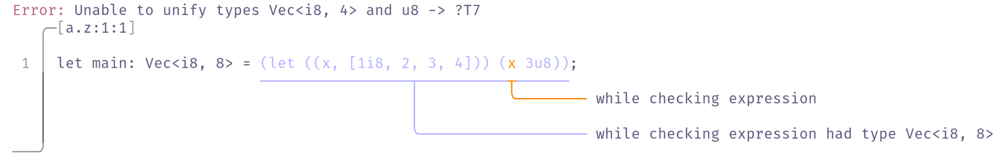 Error: Unable to unify types Vec<i8, 4> and u8 -> ?T7
[a.z:1:1]
1 let main: Vec<i8, 8> = (let ((x, [1i8, 2, 3, 4])) (x 3u8));
while checking expression
while checking expression had type Vec<i8, 8>